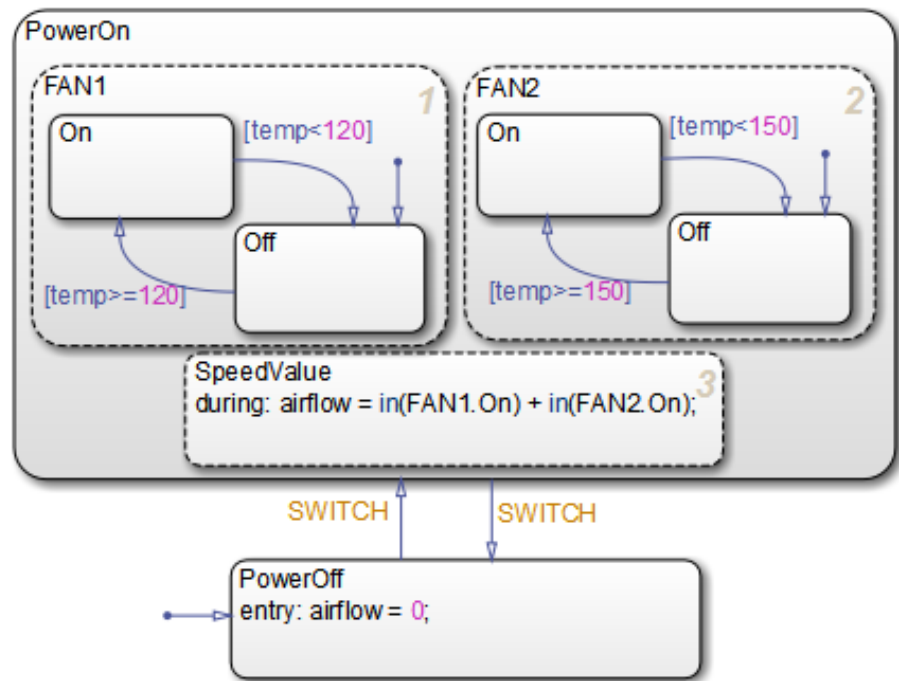 PowerOn
FAN1
1
On
[temp<120]
Off
[temp>=120]
FAN2
2
On
[temp<150]
Off
[temp>=150]
SpeedValue
3
during: airflow = in(FAN1.On) + in(FAN2.On);
SWITCH
SWITCH
PowerOff
entry: airflow = 0;